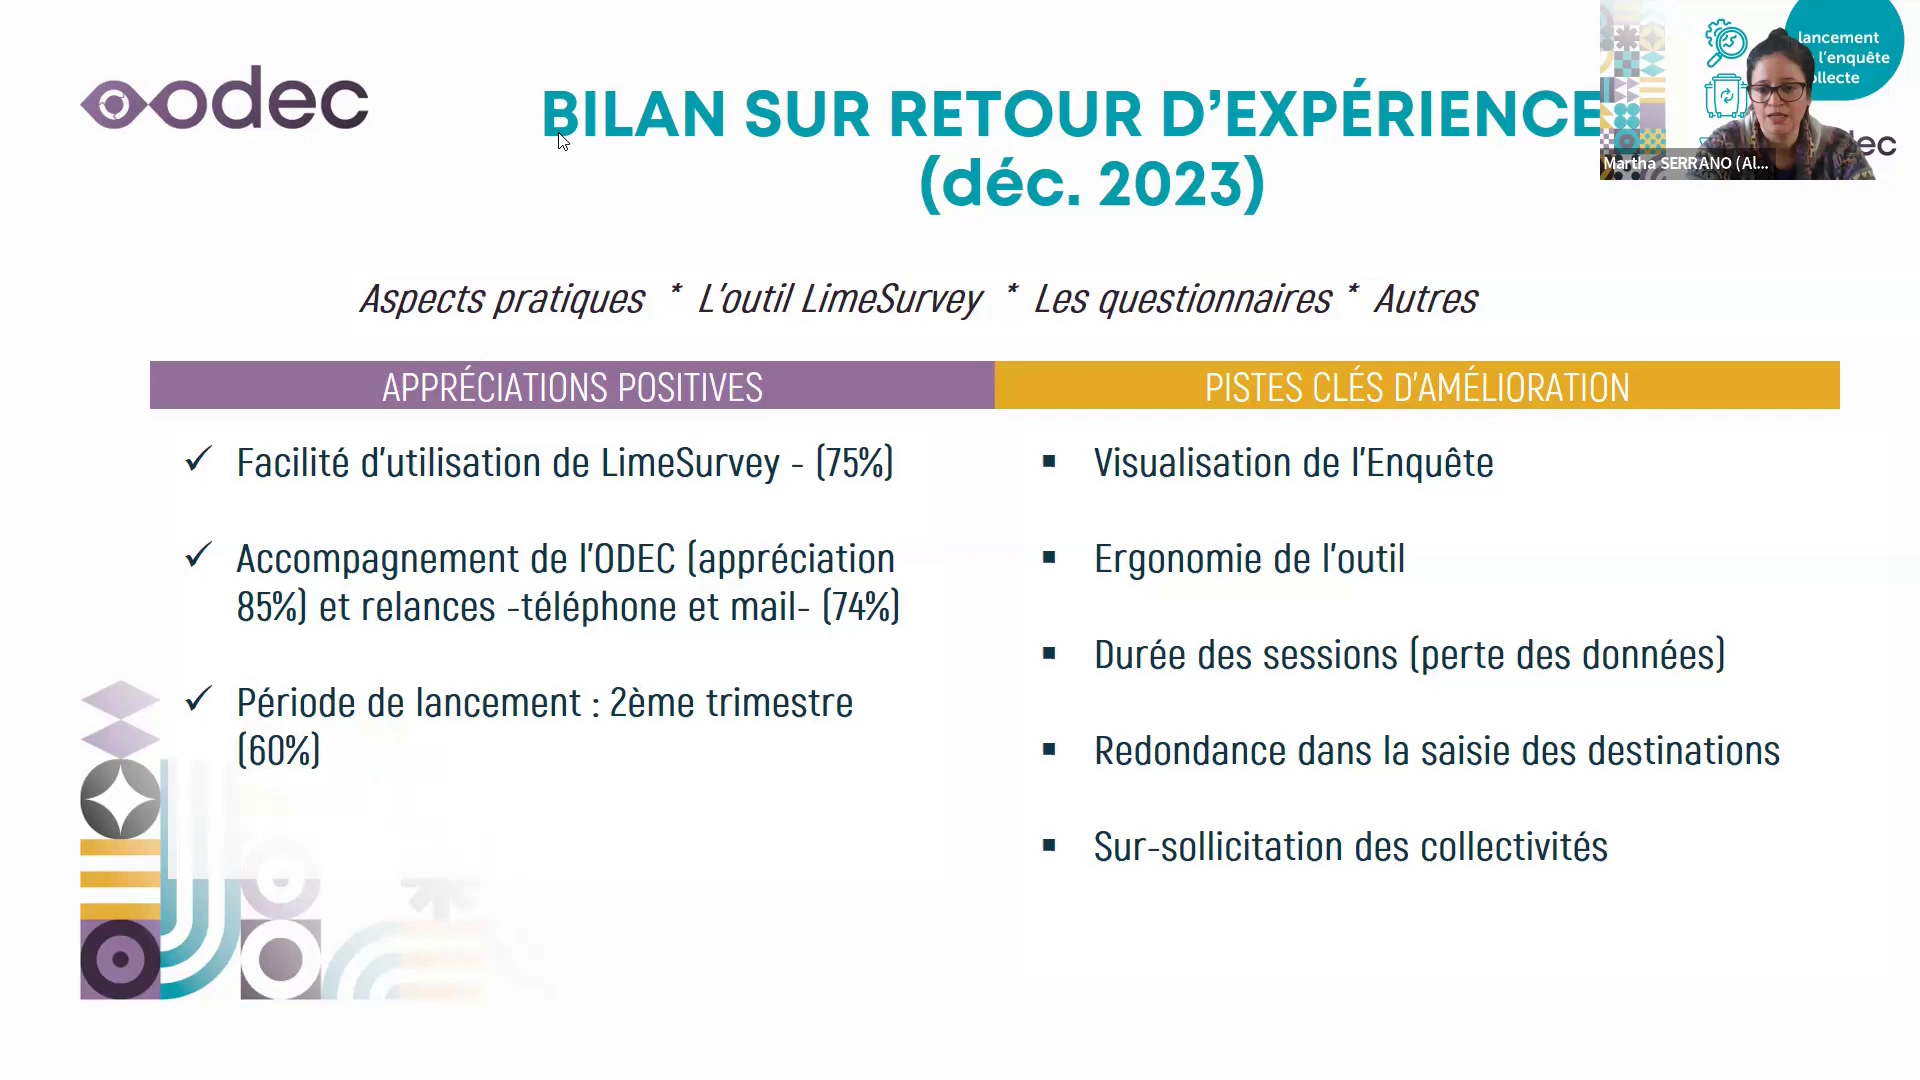 odec
BILAN SUR RETOUR D’EXPÉRIENCE
(déc. 2023)
lancement
l’enquête
Martha SERRANO (Al...
Aspects pratiques * L’outil LimeSurvey * Les questionnaires * Autres
APPRÉCIATIONS POSITIVES
PISTES CLÉS D’AMÉLIORATION
✓ Facilité d’utilisation de LimeSurvey - (75%)
✓ Accompagnement de l’ODEC (appréciation
85%) et relances -téléphone et mail- (74%)
✓ Période de lancement : 2ème trimestre
(60%)
▪ Visualisation de l’Enquête
▪ Ergonomie de l’outil
▪ Durée des sessions (perte des données)
▪ Redondance dans la saisie des destinations
▪ Sur-sollicitation des collectivités